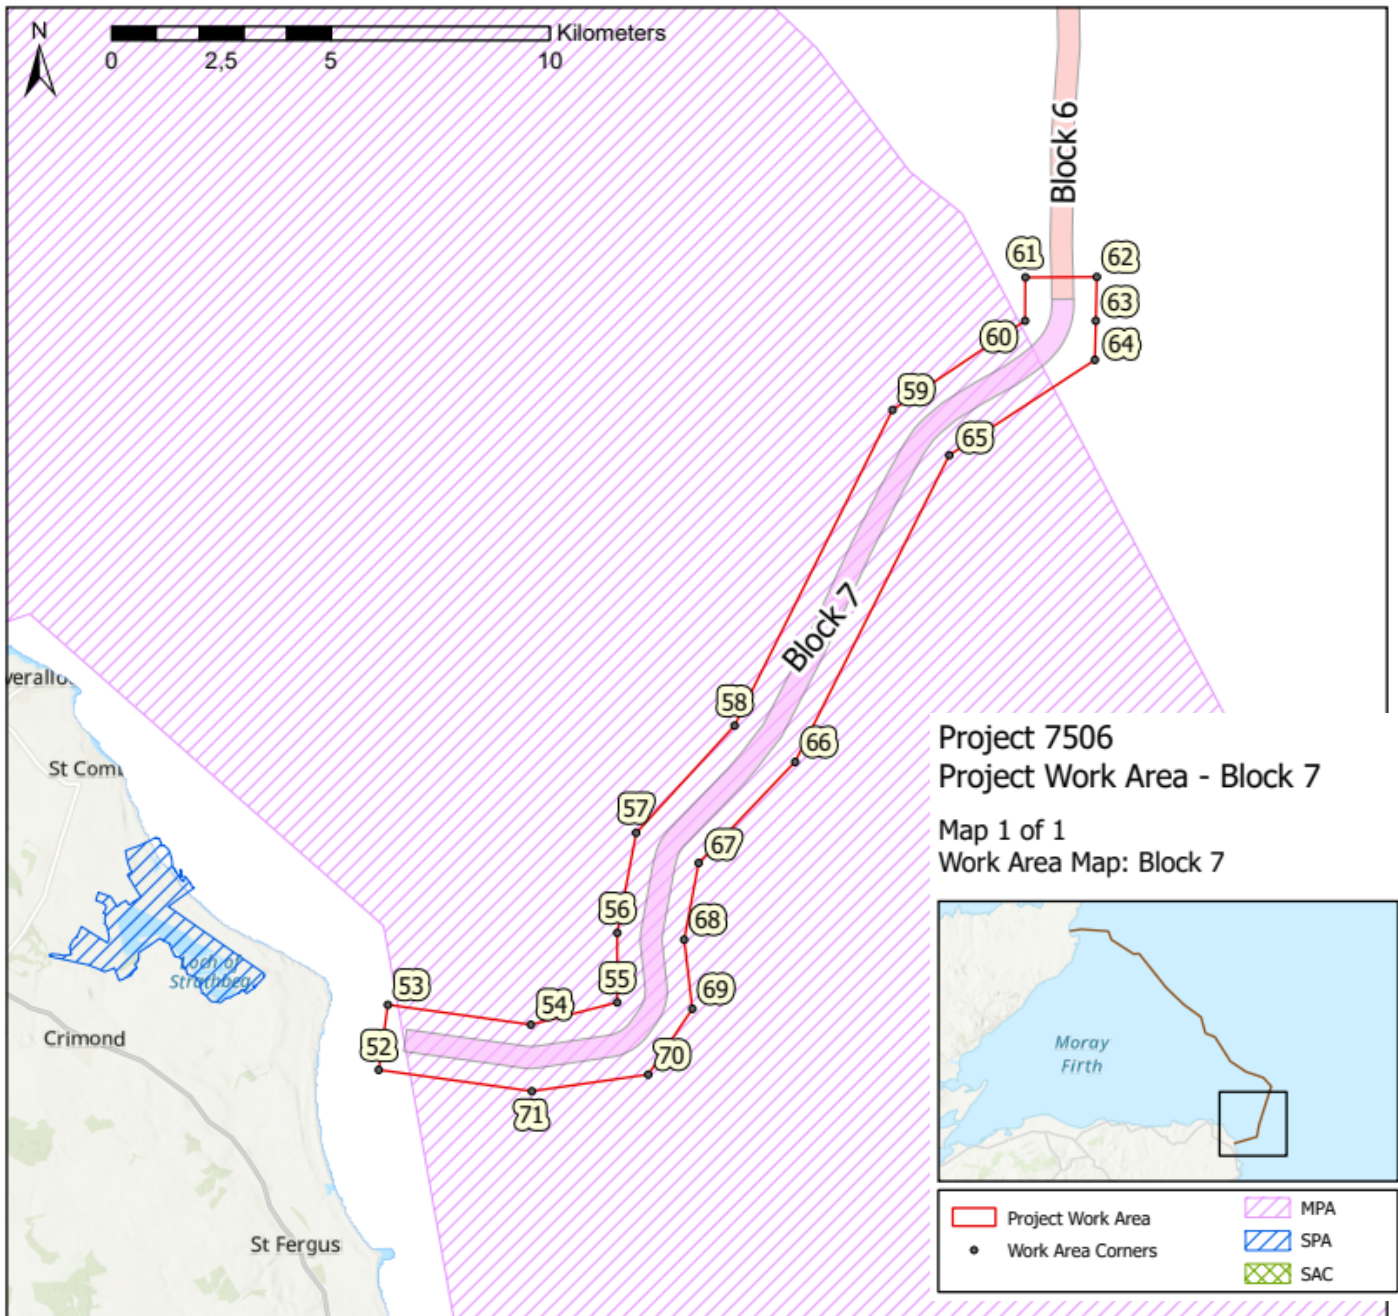 N
Kilometers
0 2,5 5 10
Block 6
61
62
63
60
64
59
65
Block 7
58
66
57
67
56
68
55
69
54
53
52
70
71
St Com
Loch of
Strathbeg
Crimond
St Fergus
Project 7506
Project Work Area - Block 7
Map 1 of 1
Work Area Map: Block 7
Moray
Firth
Project Work Area
Work Area Corners
MPA
SPA
SAC